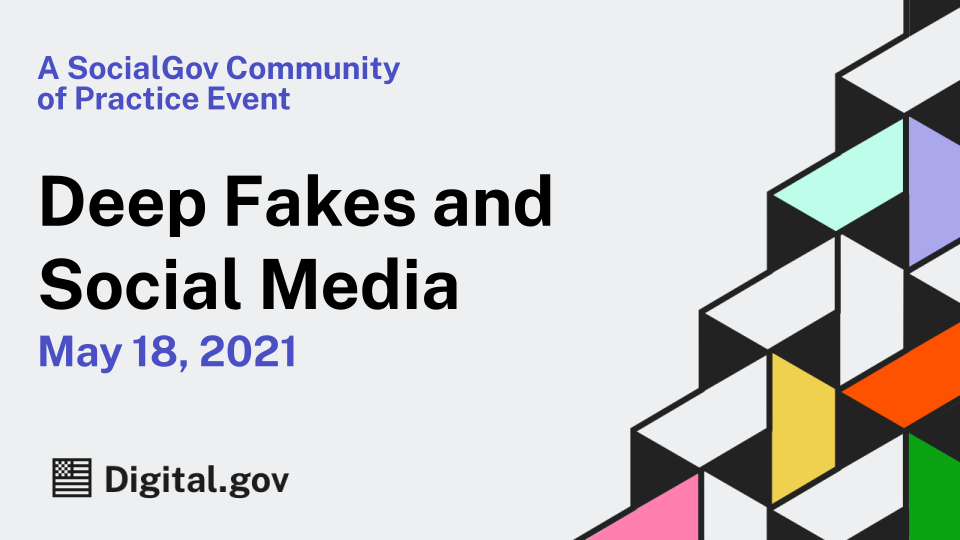 A SocialGov Community
of Practice Event
Deep Fakes and
Social Media
May 18, 2021
Digital.gov